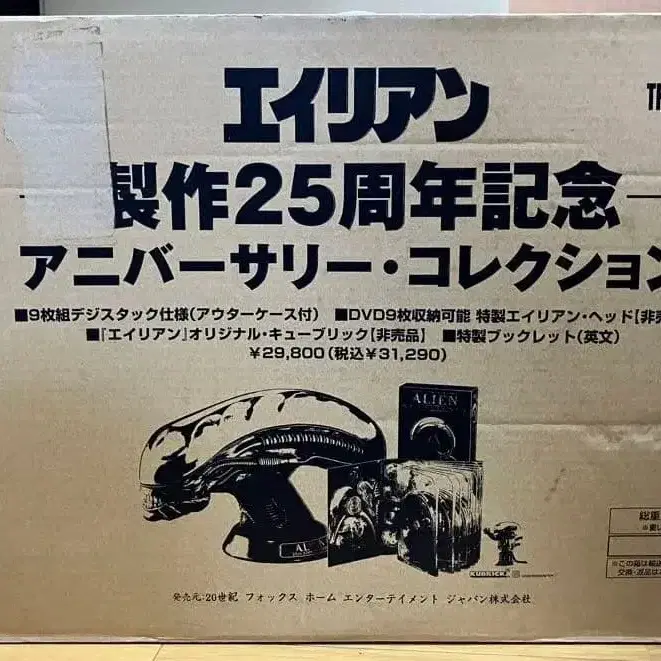 エイリアン
製作25周年記念
アニバーサリー・コレクション
■9枚組デジスタック仕様(アウターケース付) ■DVD9枚収納可能 特製エイリアン・ヘッド【非売
■『エイリアン』オリジナル・キューブリック【非売品】 ■特製ブックレット(英文)
¥29,800(税込¥31,290)
ALIEN
ALIEN
KUBRICK
総重
発売元:20世紀 フォックス ホーム エンターテイメント ジャパン株式会社